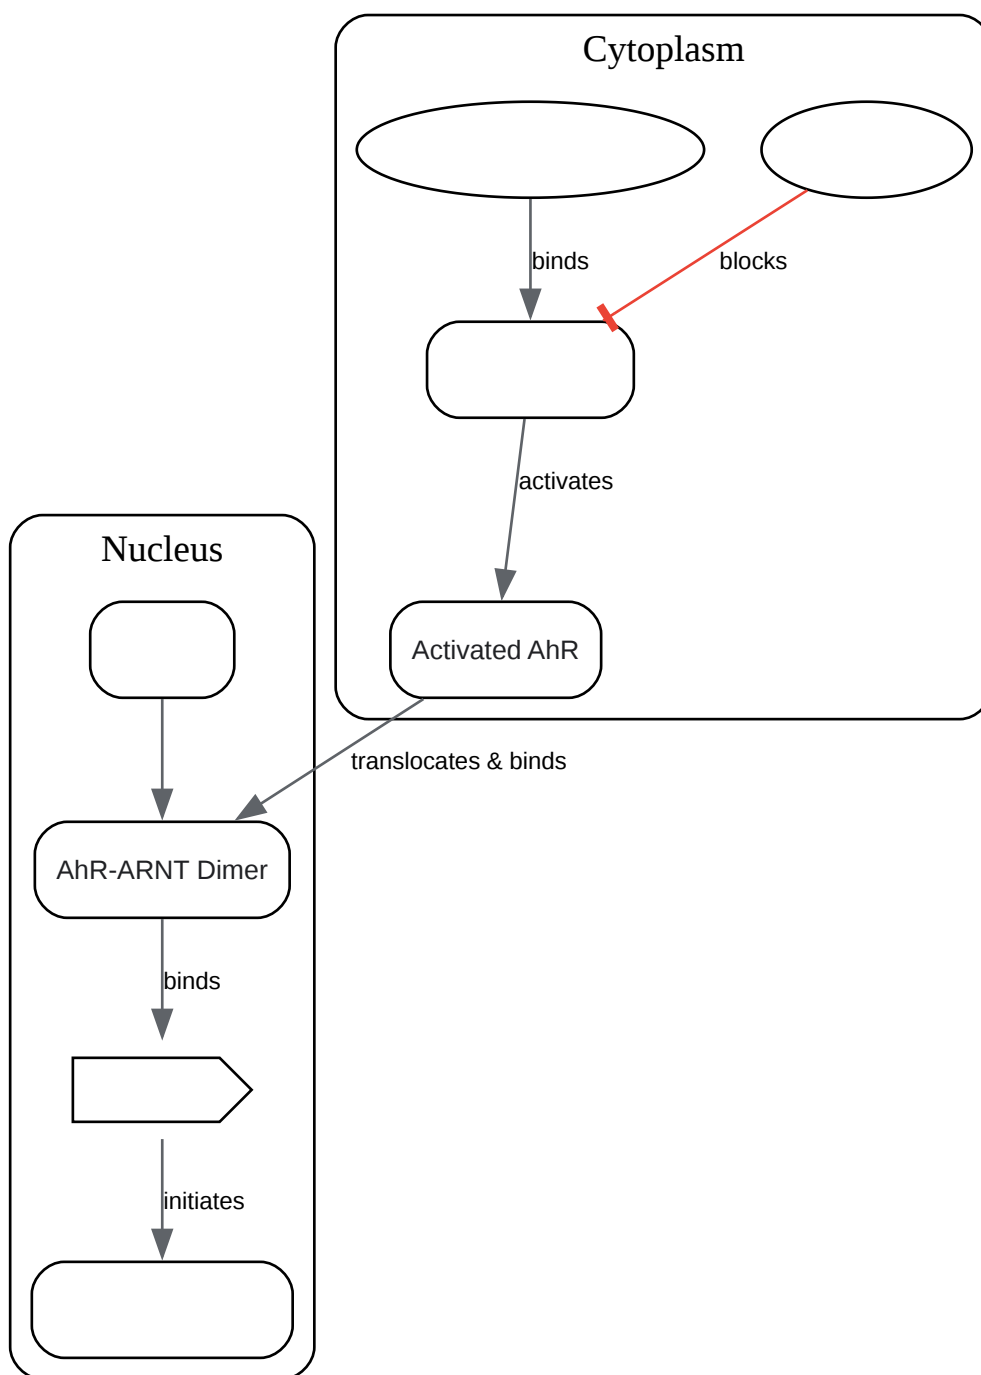 Cytoplasm
binds
blocks
activates
Nucleus
Activated AhR
translocates & binds
AhR-ARNT Dimer
binds
initiates